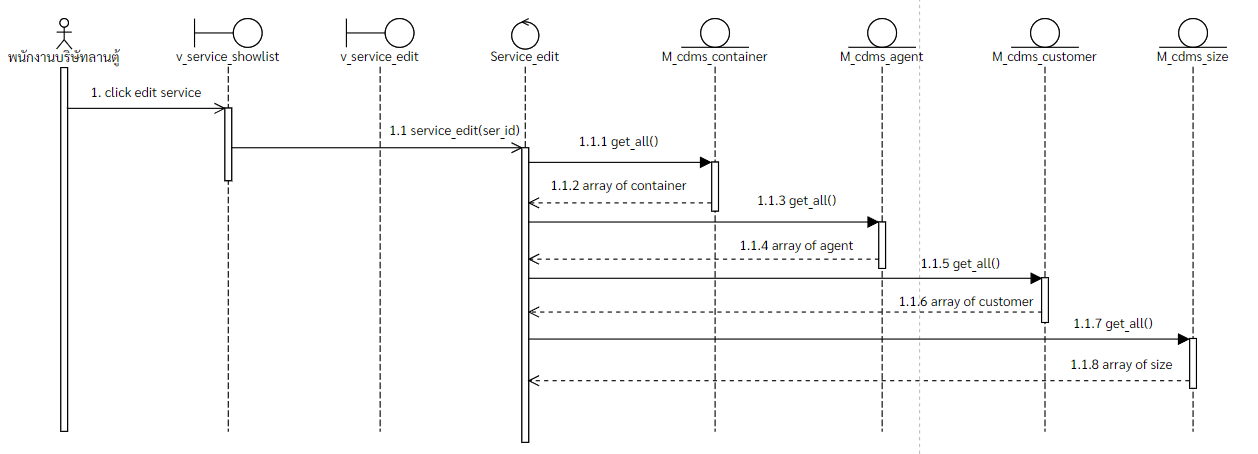 พนักงานบริษัทลานตู้
v_service_showlist
v_service_edit
Service_edit
M_cdms_container
M_cdms_agent
M_cdms_customer
M_cdms_size
1. click edit service
1.1 service_edit(ser_id)
1.1.1 get_all()
1.1.2 array of container
1.1.3 get_all()
1.1.4 array of agent
1.1.5 get_all()
1.1.6 array of customer
1.1.7 get_all()
1.1.8 array of size